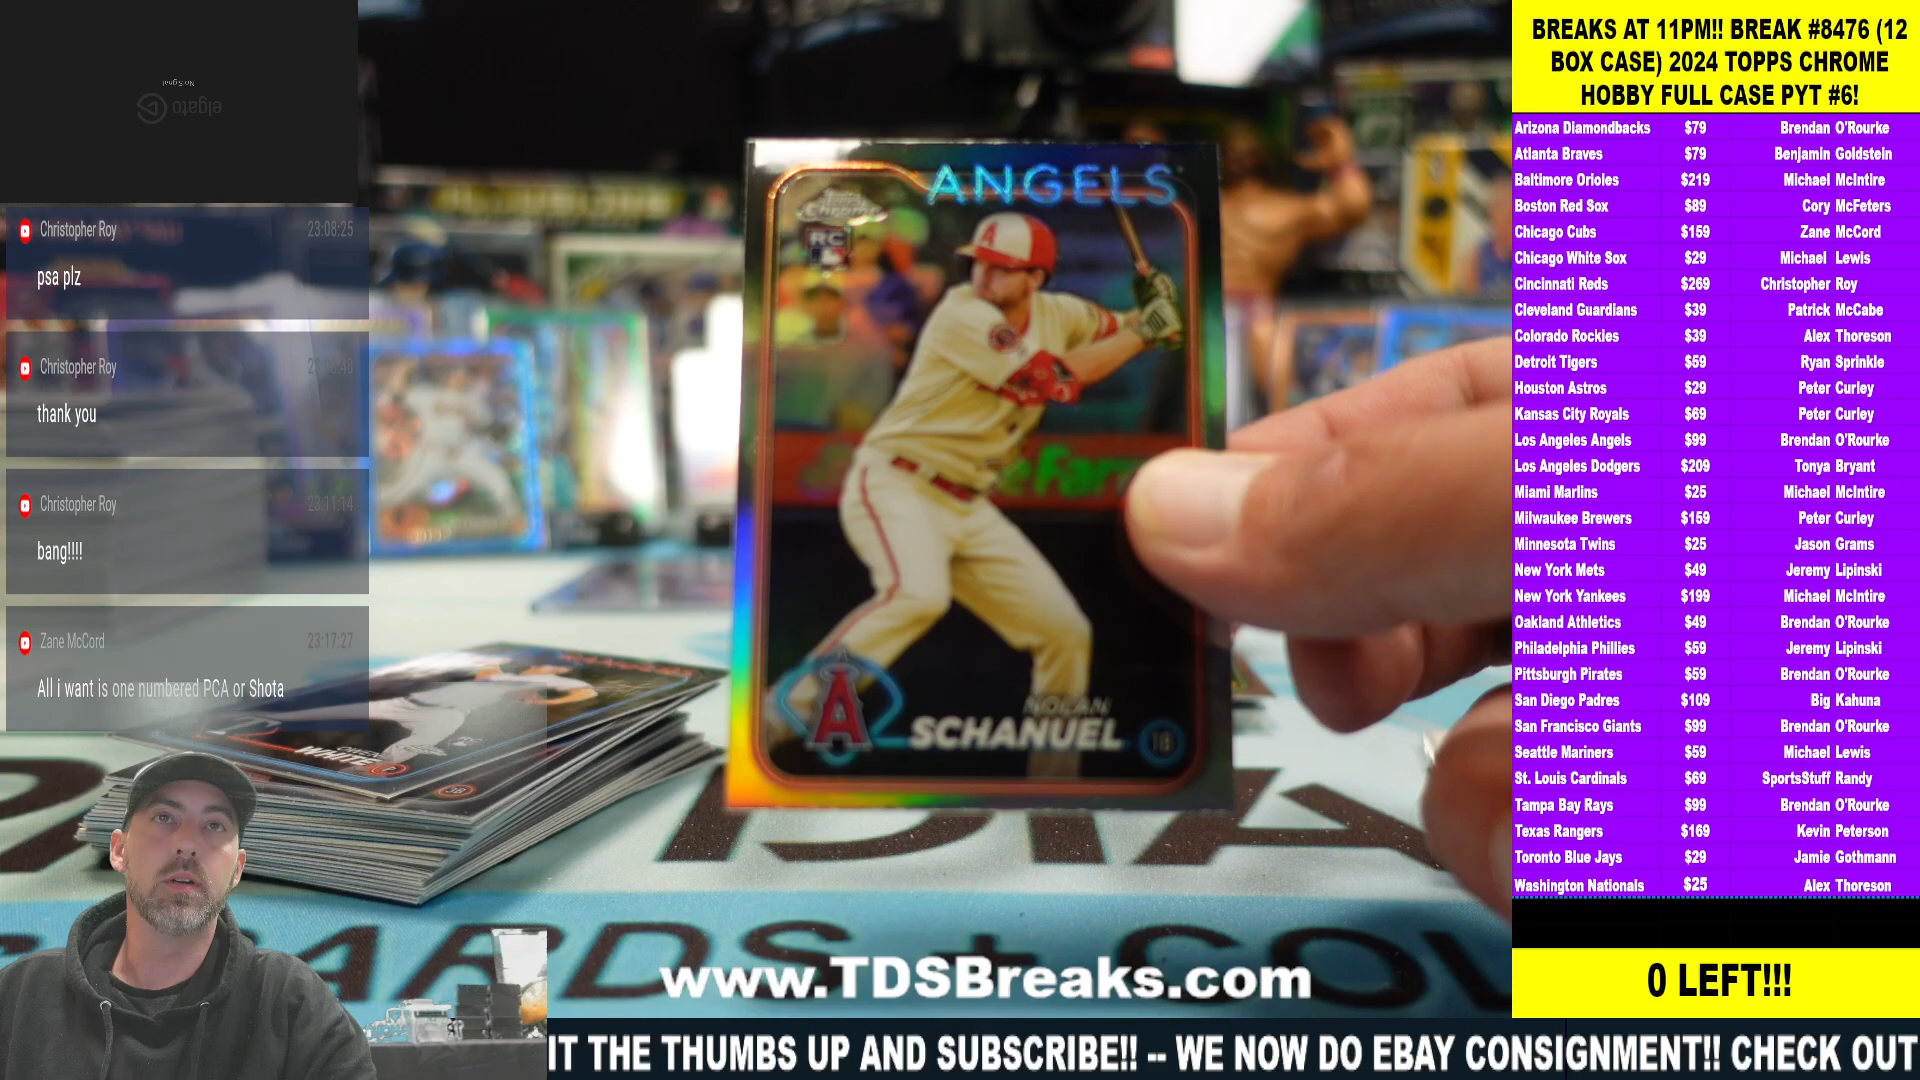 BREAKS AT 11PM!! BREAK #8476 (12
BOX CASE) 2024 TOPPS CHROME
HOBBY FULL CASE PYT #6!
Arizona Diamondbacks $79 Brendan O'Rourke
Atlanta Braves $79 Benjamin Goldstein
Baltimore Orioles $219 Michael McIntire
Boston Red Sox $89 Cory McFeters
Chicago Cubs $159 Zane McCord
Chicago White Sox $29 Michael Lewis
Cincinnati Reds $269 Christopher Roy
Cleveland Guardians $39 Patrick McCabe
Colorado Rockies $39 Alex Thoreson
Detroit Tigers $59 Ryan Sprinkle
Houston Astros $29 Peter Curley
Kansas City Royals $69 Peter Curley
Los Angeles Angels $99 Brendan O'Rourke
Los Angeles Dodgers $209 Tonya Bryant
Miami Marlins $25 Michael McIntire
Milwaukee Brewers $159 Peter Curley
Minnesota Twins $25 Jason Grams
New York Mets $49 Jeremy Lipinski
New York Yankees $199 Michael McIntire
Oakland Athletics $49 Brendan O'Rourke
Philadelphia Phillies $59 Jeremy Lipinski
Pittsburgh Pirates $59 Brendan O'Rourke
San Diego Padres $109 Big Kahuna
San Francisco Giants $99 Brendan O'Rourke
Seattle Mariners $59 Michael Lewis
St. Louis Cardinals $69 SportsStuff Randy
Tampa Bay Rays $99 Brendan O'Rourke
Texas Rangers $169 Kevin Peterson
Toronto Blue Jays $29 Jamie Gothmann
Washington Nationals $25 Alex Thoreson
0 LEFT!!!
No Signal
elgato
Christopher Roy 23:08:25
psa plz
Christopher Roy
thank you
Christopher Roy 23:11:14
bang!!!!
Zane McCord 23:17:27
All i want is one numbered PCA or Shota
ANGELS
Topps
Chrome
RC
A
NOLAN
SCHANUEL 18
A
OWEN
WHITE
CARDS + CO
www.TDSBreaks.com
IT THE THUMBS UP AND SUBSCRIBE!! -- WE NOW DO EBAY CONSIGNMENT!! CHECK OUT